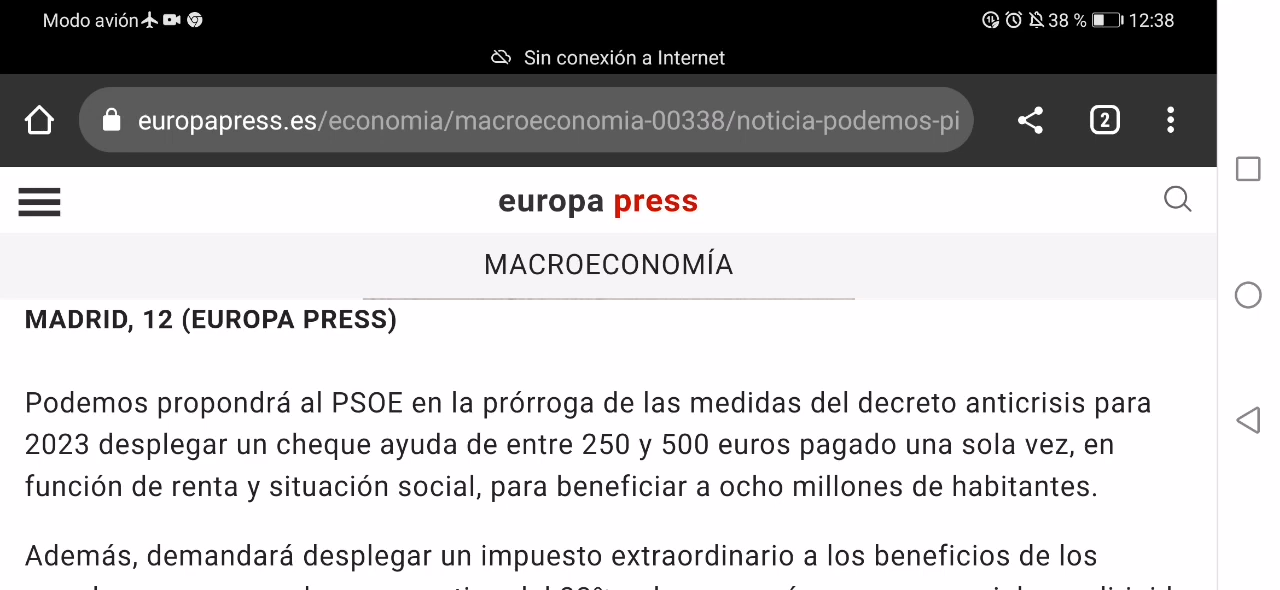 Modo avión 38 % 12:38
Sin conexión a Internet
europapress.es/economia/macroeconomia-00338/noticia-podemos-pi 2
europa press
MACROECONOMÍA
MADRID, 12 (EUROPA PRESS)
Podemos propondrá al PSOE en la prórroga de las medidas del decreto anticrisis para
2023 desplegar un cheque ayuda de entre 250 y 500 euros pagado una sola vez, en
función de renta y situación social, para beneficiar a ocho millones de habitantes.
Además, demandará desplegar un impuesto extraordinario a los beneficios de los